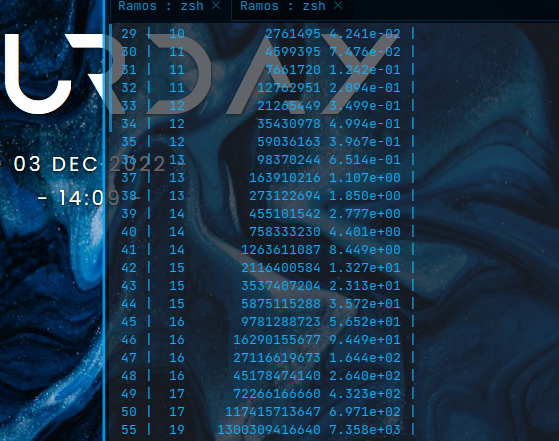 Ramos : zsh × Ramos : zsh ×
URDAY
03 DEC 2022
- 14:09 -
29 | 10 2761495 4.241e-02 |
30 | 11 4599395 7.476e-02 |
31 | 11 7661720 1.242e-01 |
32 | 11 12762951 2.094e-01 |
33 | 12 21265449 3.499e-01 |
34 | 12 35430978 4.994e-01 |
35 | 12 59036163 3.967e-01 |
36 | 13 98370244 6.514e-01 |
37 | 13 163910216 1.107e+00 |
38 | 13 273122694 1.850e+00 |
39 | 14 455101542 2.777e+00 |
40 | 14 758333230 4.401e+00 |
41 | 14 1263611087 8.449e+00 |
42 | 15 2116400584 1.327e+01 |
43 | 15 3537407204 2.313e+01 |
44 | 15 5875115288 3.572e+01 |
45 | 16 9781288723 5.652e+01 |
46 | 16 16290155677 9.449e+01 |
47 | 16 27116619673 1.644e+02 |
48 | 16 45178474140 2.640e+02 |
49 | 17 72266166660 4.323e+02 |
50 | 17 117415713647 6.971e+02 |
55 | 19 1300309416640 7.358e+03 |